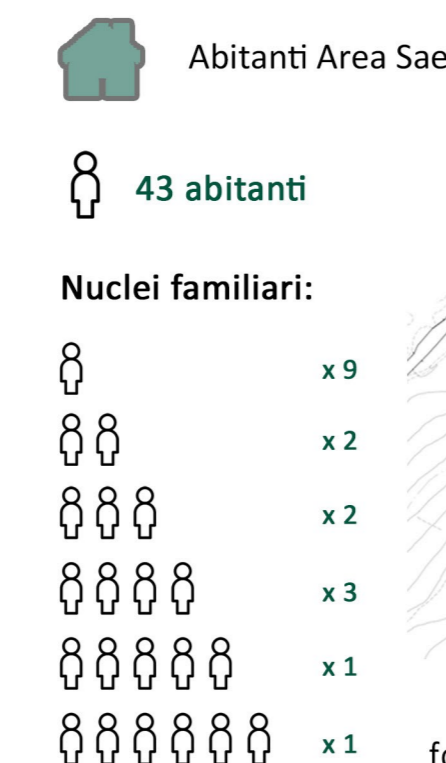 Abitanti Area Sae
43 abitanti
Nuclei familiari:
x 9
x 2
x 2
x 3
x 1
x 1